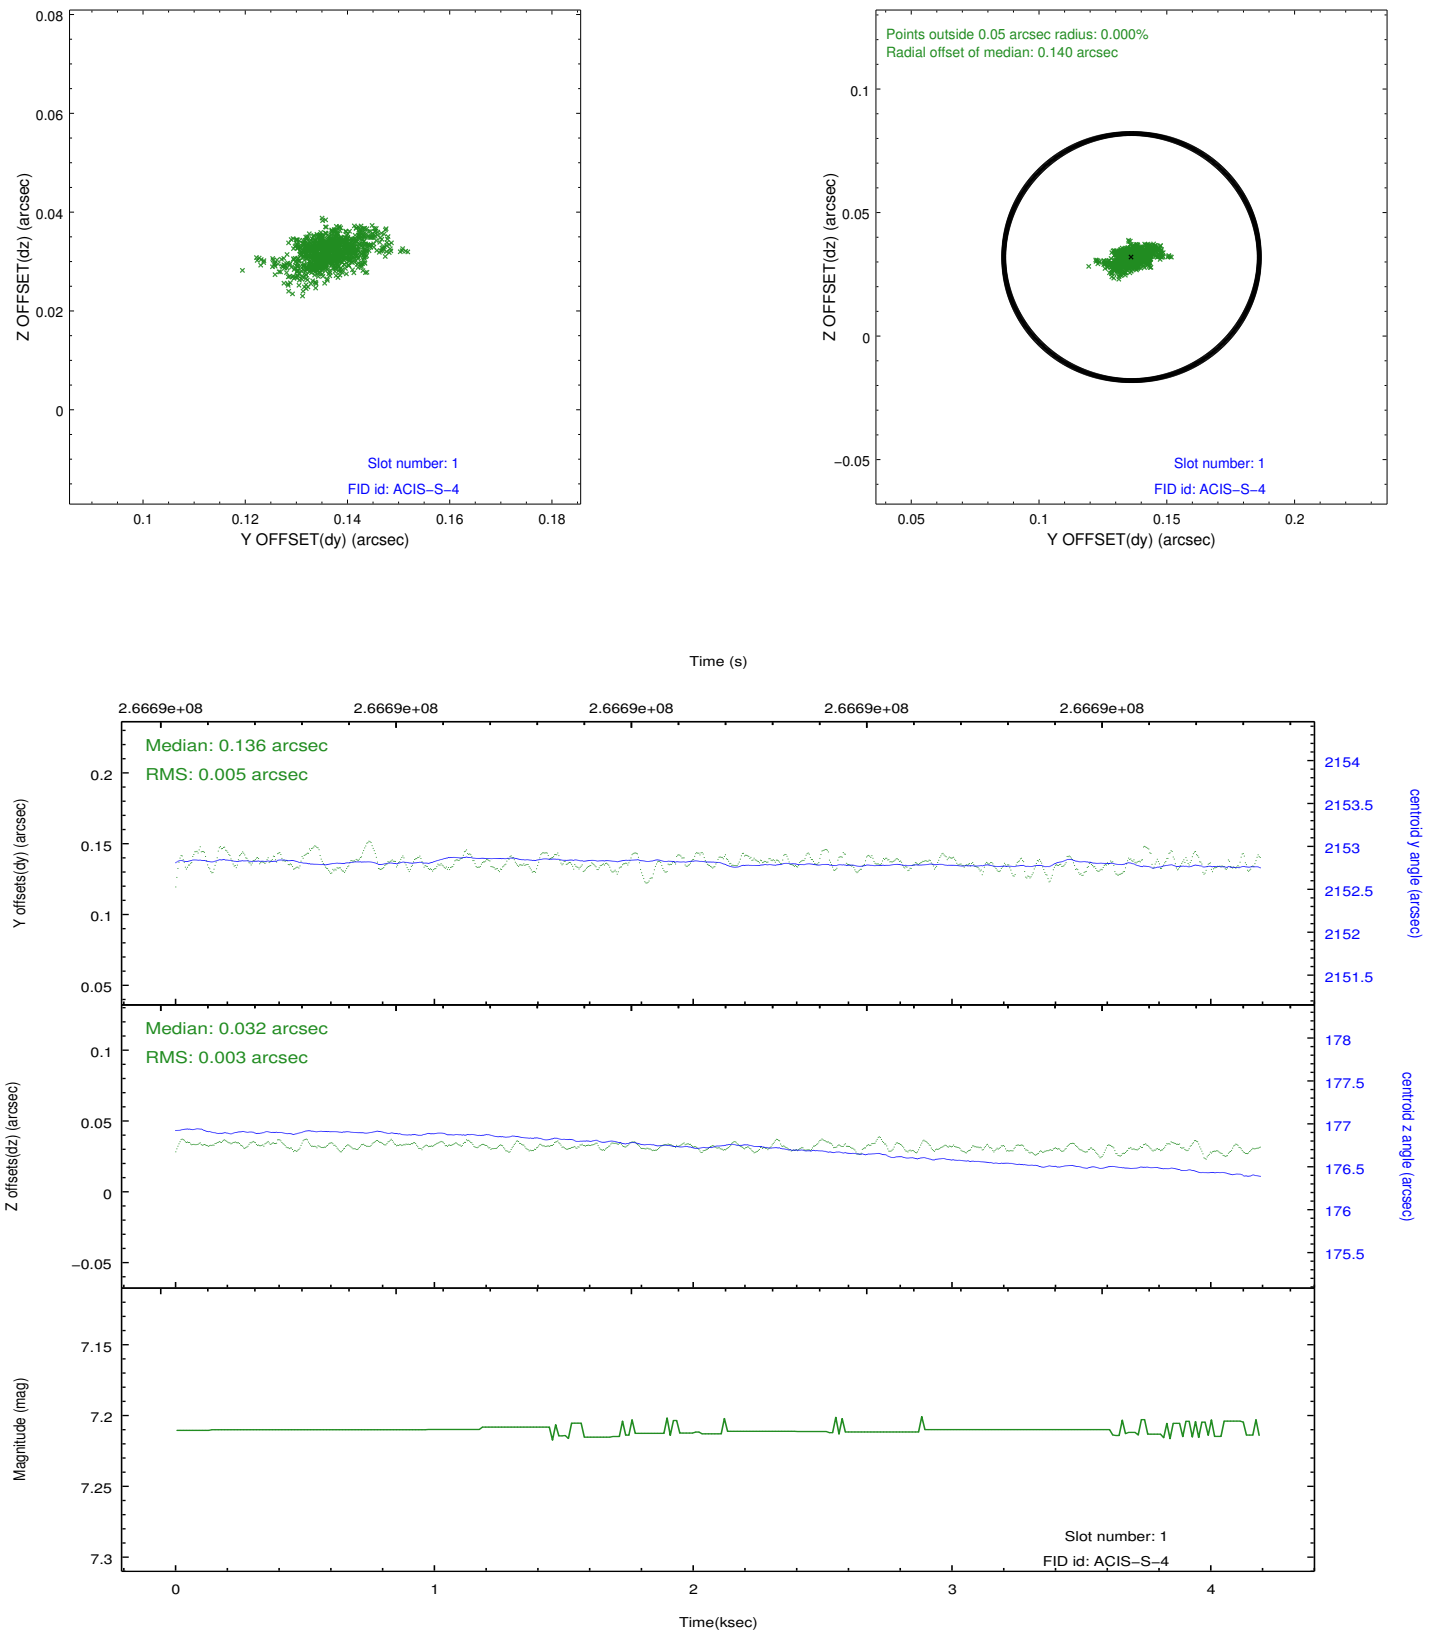 0.08
0.06
0.04
0.02
0
Z OFFSET(dz) (arcsec)
Slot number: 1
FID id: ACIS−S−4
0.1
0.12
0.14
0.16
0.18
Y OFFSET(dy) (arcsec)
Points outside 0.05 arcsec radius: 0.000%
Radial offset of median: 0.140 arcsec
0.1
0.05
0
−0.05
Z OFFSET(dz) (arcsec)
Slot number: 1
FID id: ACIS−S−4
0.05
0.1
0.15
0.2
Y OFFSET(dy) (arcsec)
Time (s)
2.6669e+08
2.6669e+08
2.6669e+08
2.6669e+08
2.6669e+08
Median: 0.136 arcsec
RMS: 0.005 arcsec
0.2
0.15
0.1
0.05
Y offsets(dy) (arcsec)
2154
2153.5
2153
2152.5
2152
2151.5
centroid y angle (arcsec)
Median: 0.032 arcsec
RMS: 0.003 arcsec
0.1
0.05
0
−0.05
Z offsets(dz) (arcsec)
178
177.5
177
176.5
176
175.5
centroid z angle (arcsec)
7.15
7.2
7.25
7.3
Magnitude (mag)
Slot number: 1
FID id: ACIS−S−4
0
1
2
3
4
Time(ksec)